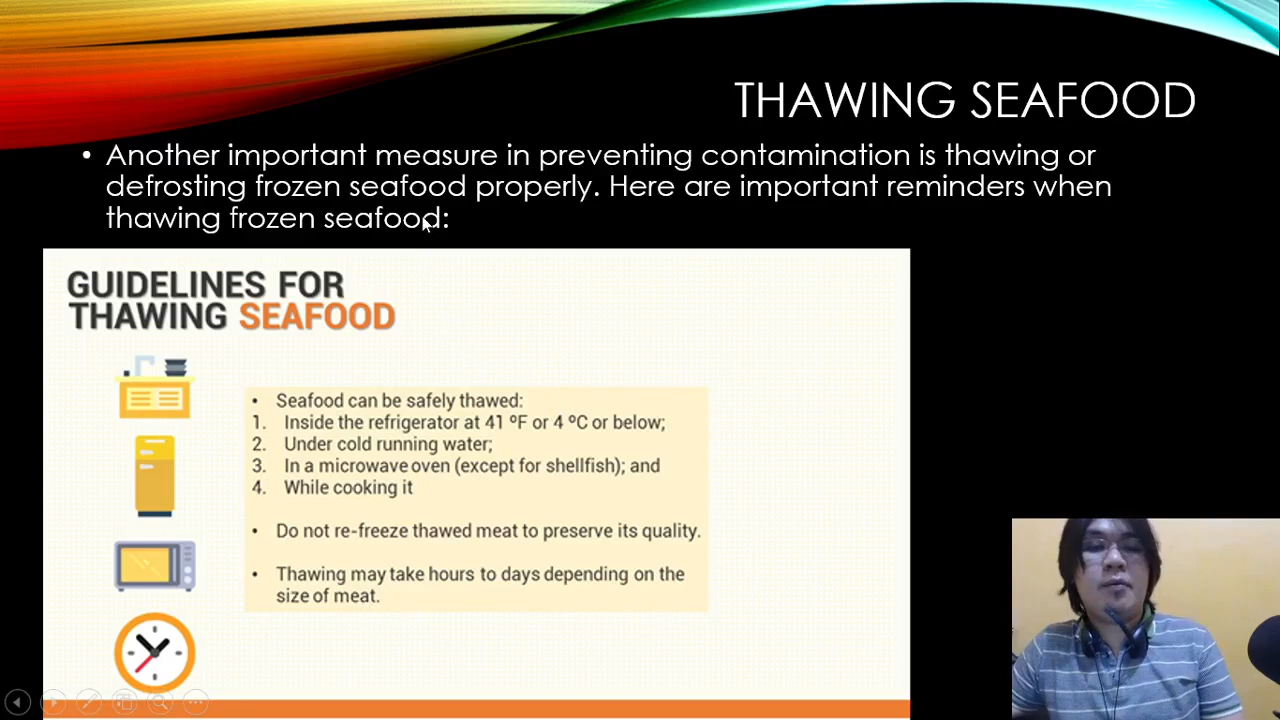 THAWING SEAFOOD
• Another important measure in preventing contamination is thawing or
defrosting frozen seafood properly. Here are important reminders when
thawing frozen seafood:
GUIDELINES FOR
THAWING SEAFOOD
• Seafood can be safely thawed:
1. Inside the refrigerator at 41 ºF or 4 ºC or below;
2. Under cold running water;
3. In a microwave oven (except for shellfish); and
4. While cooking it
• Do not re-freeze thawed meat to preserve its quality.
• Thawing may take hours to days depending on the
size of meat.